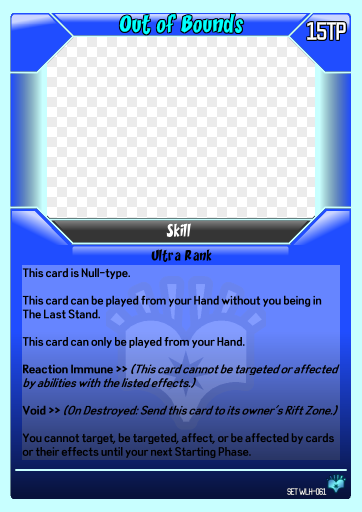 Out of Bounds
15TP
Skill
Ultra Rank
This card is Null-type.
This card can be played from your Hand without you being in
The Last Stand.
This card can only be played from your Hand.
Reaction Immune >> (This card cannot be targeted or affected
by abilities with the listed effects.)
Void >> (On Destroyed: Send this card to its owner's Rift Zone.)
You cannot target, be targeted, affect, or be affected by cards
or their effects until your next Starting Phase.
SET WLH-061